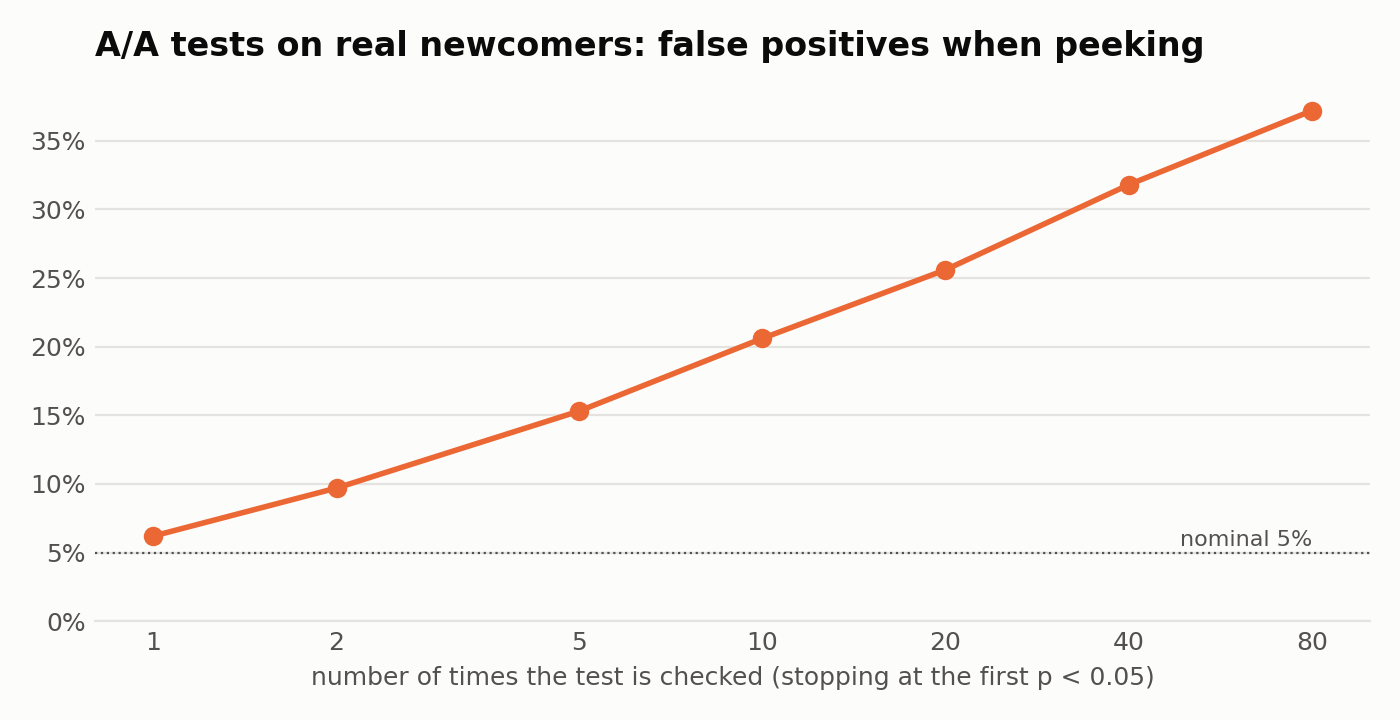 A/A tests on real newcomers: false positives when peeking
35%
30%
25%
20%
15%
10%
nominal 5%
5%
0%
1 2 5 10 20 40 80
number of times the test is checked (stopping at the first p < 0.05)